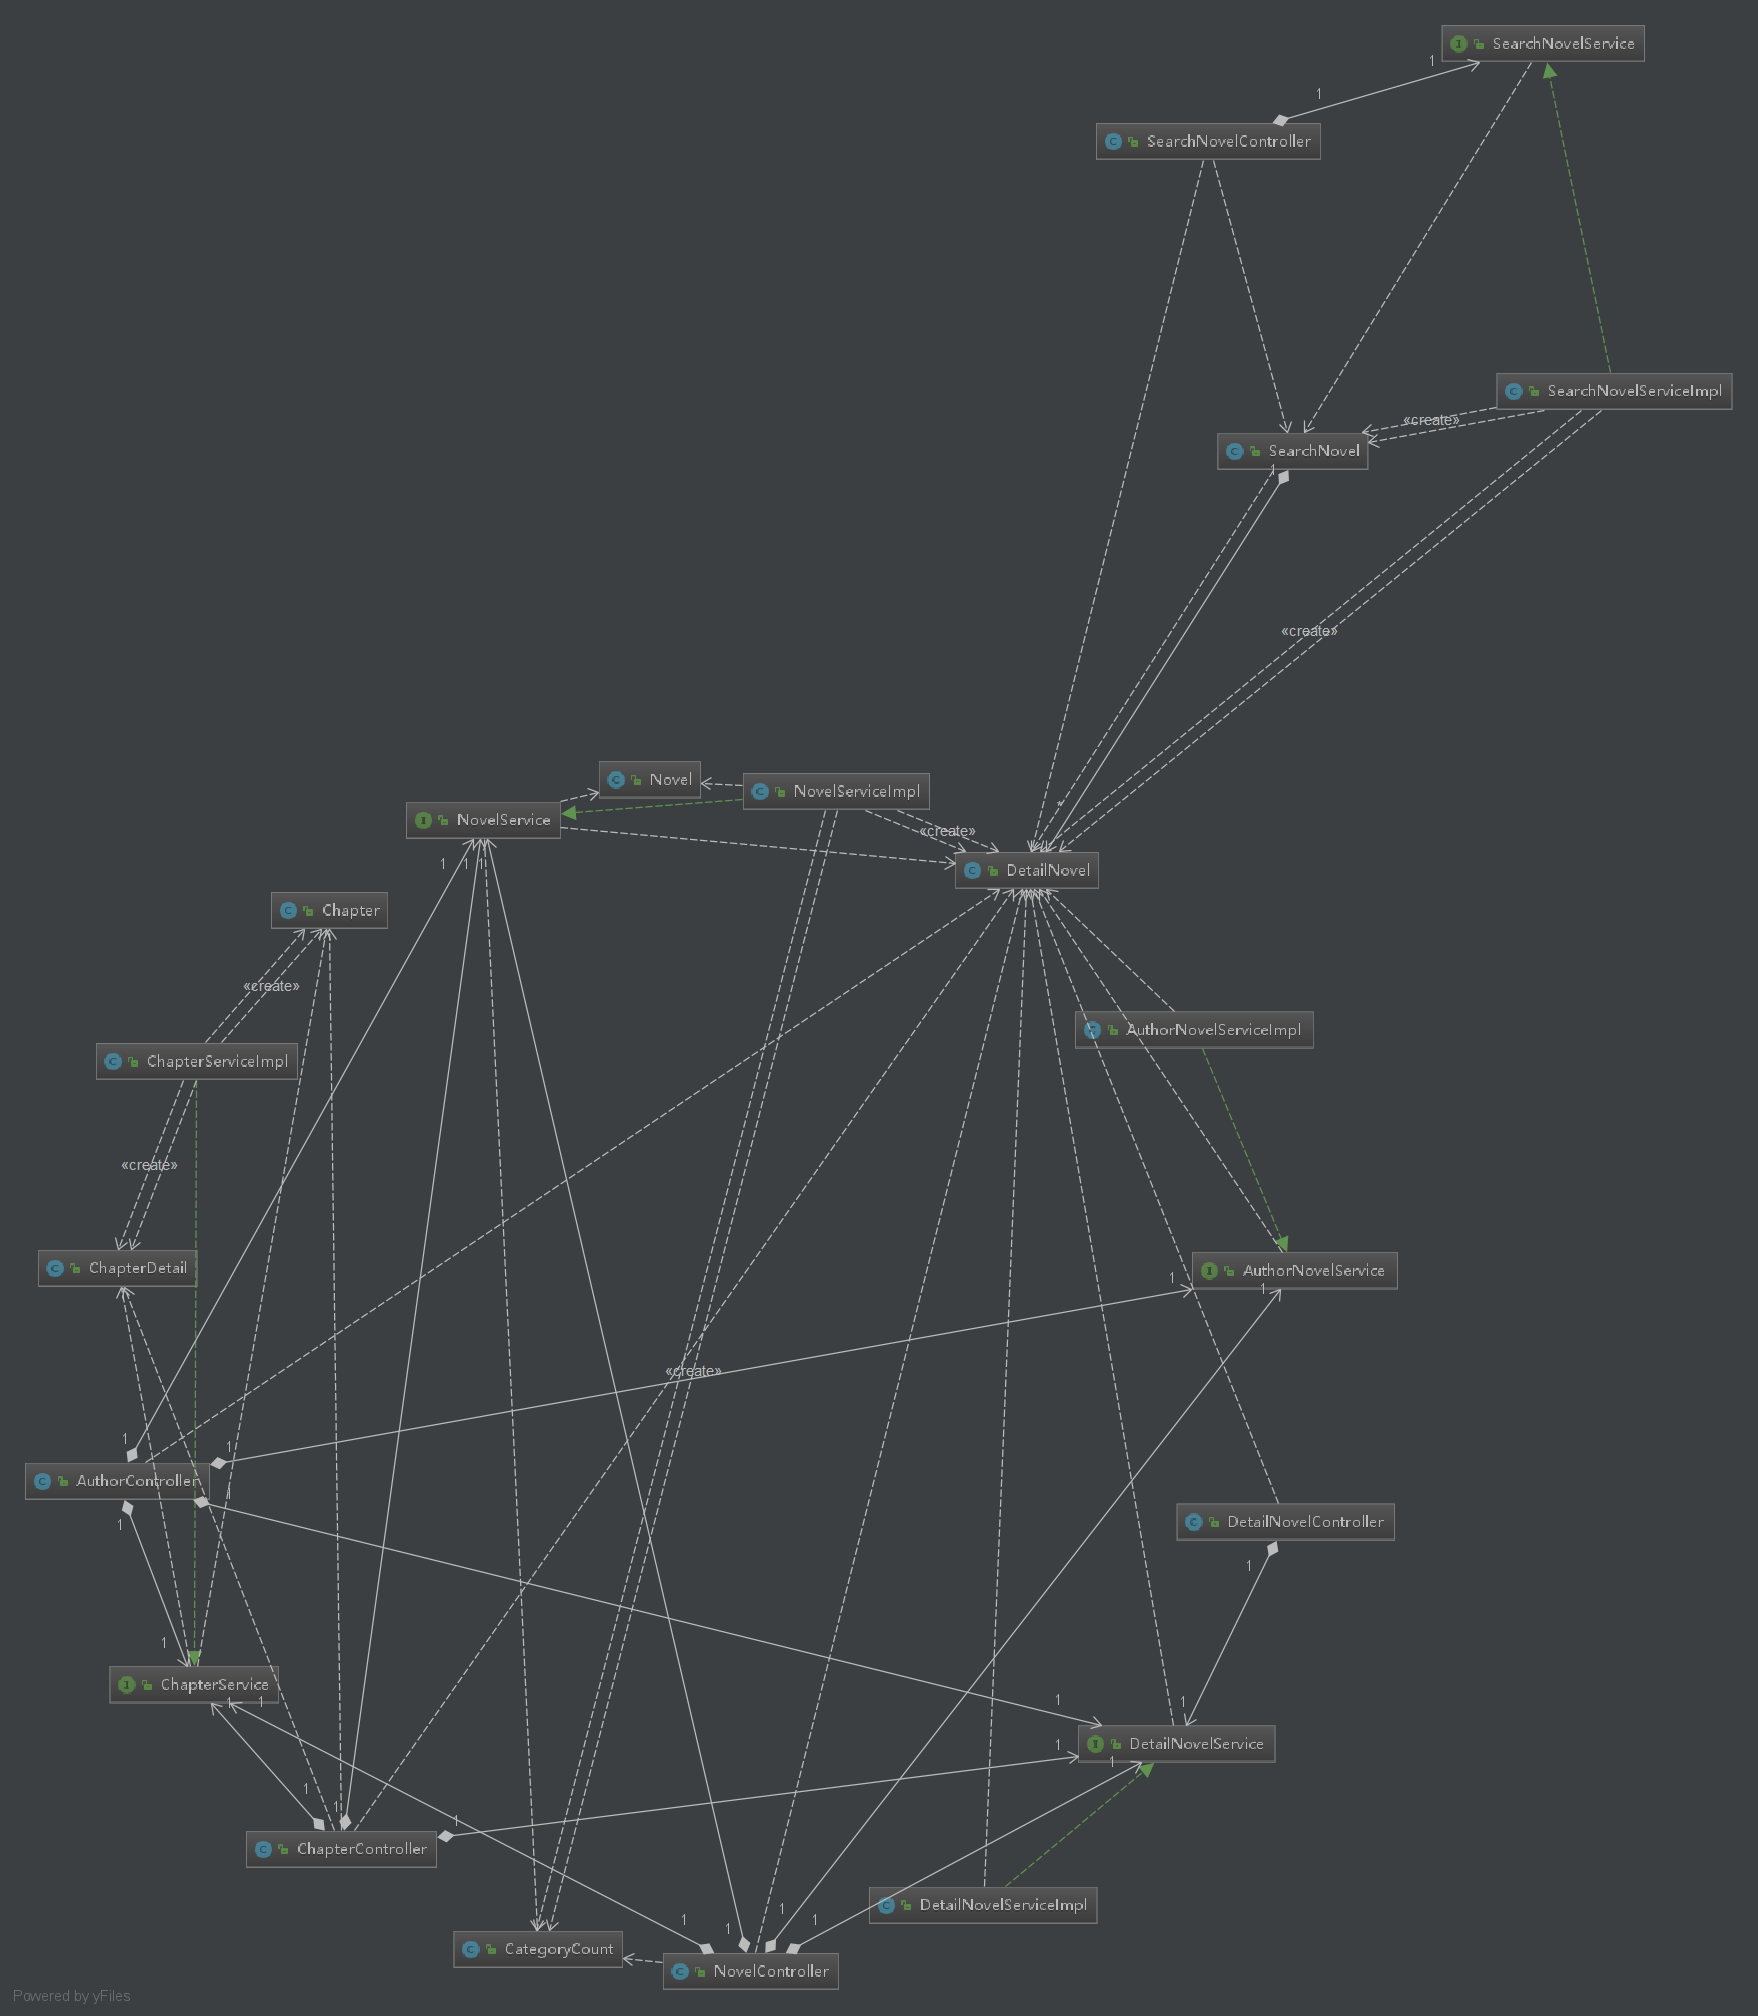 SearchNovelService
1
1
SearchNovelController
SearchNovelServiceImpl
«create»
SearchNovel
1
«create»
Novel
NovelServiceImpl
*
NovelService
«create»
1
1
1
DetailNovel
Chapter
«create»
AuthorNovelServiceImpl
ChapterServiceImpl
«create»
ChapterDetail
AuthorNovelService
1
1
«create»
1
1
AuthorController
1
1
DetailNovelController
1
1
ChapterService
1
1
1
1
DetailNovelService
1
1
1
1
1
ChapterController
DetailNovelServiceImpl
1
1
1
1
CategoryCount
NovelController
Powered by yFiles